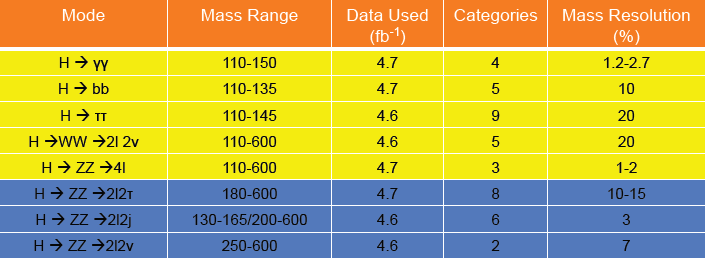 Mode Mass Range Data Used (fb-1) Categories Mass Resolution (%)
H → γγ 110-150 4.7 4 1.2-2.7
H → bb 110-135 4.7 5 10
H → ττ 110-145 4.6 9 20
H →WW →2l 2ν 110-600 4.6 5 20
H → ZZ →4l 110-600 4.7 3 1-2
H → ZZ →2l2τ 180-600 4.7 8 10-15
H → ZZ →2l2j 130-165/200-600 4.6 6 3
H → ZZ →2l2ν 250-600 4.6 2 7